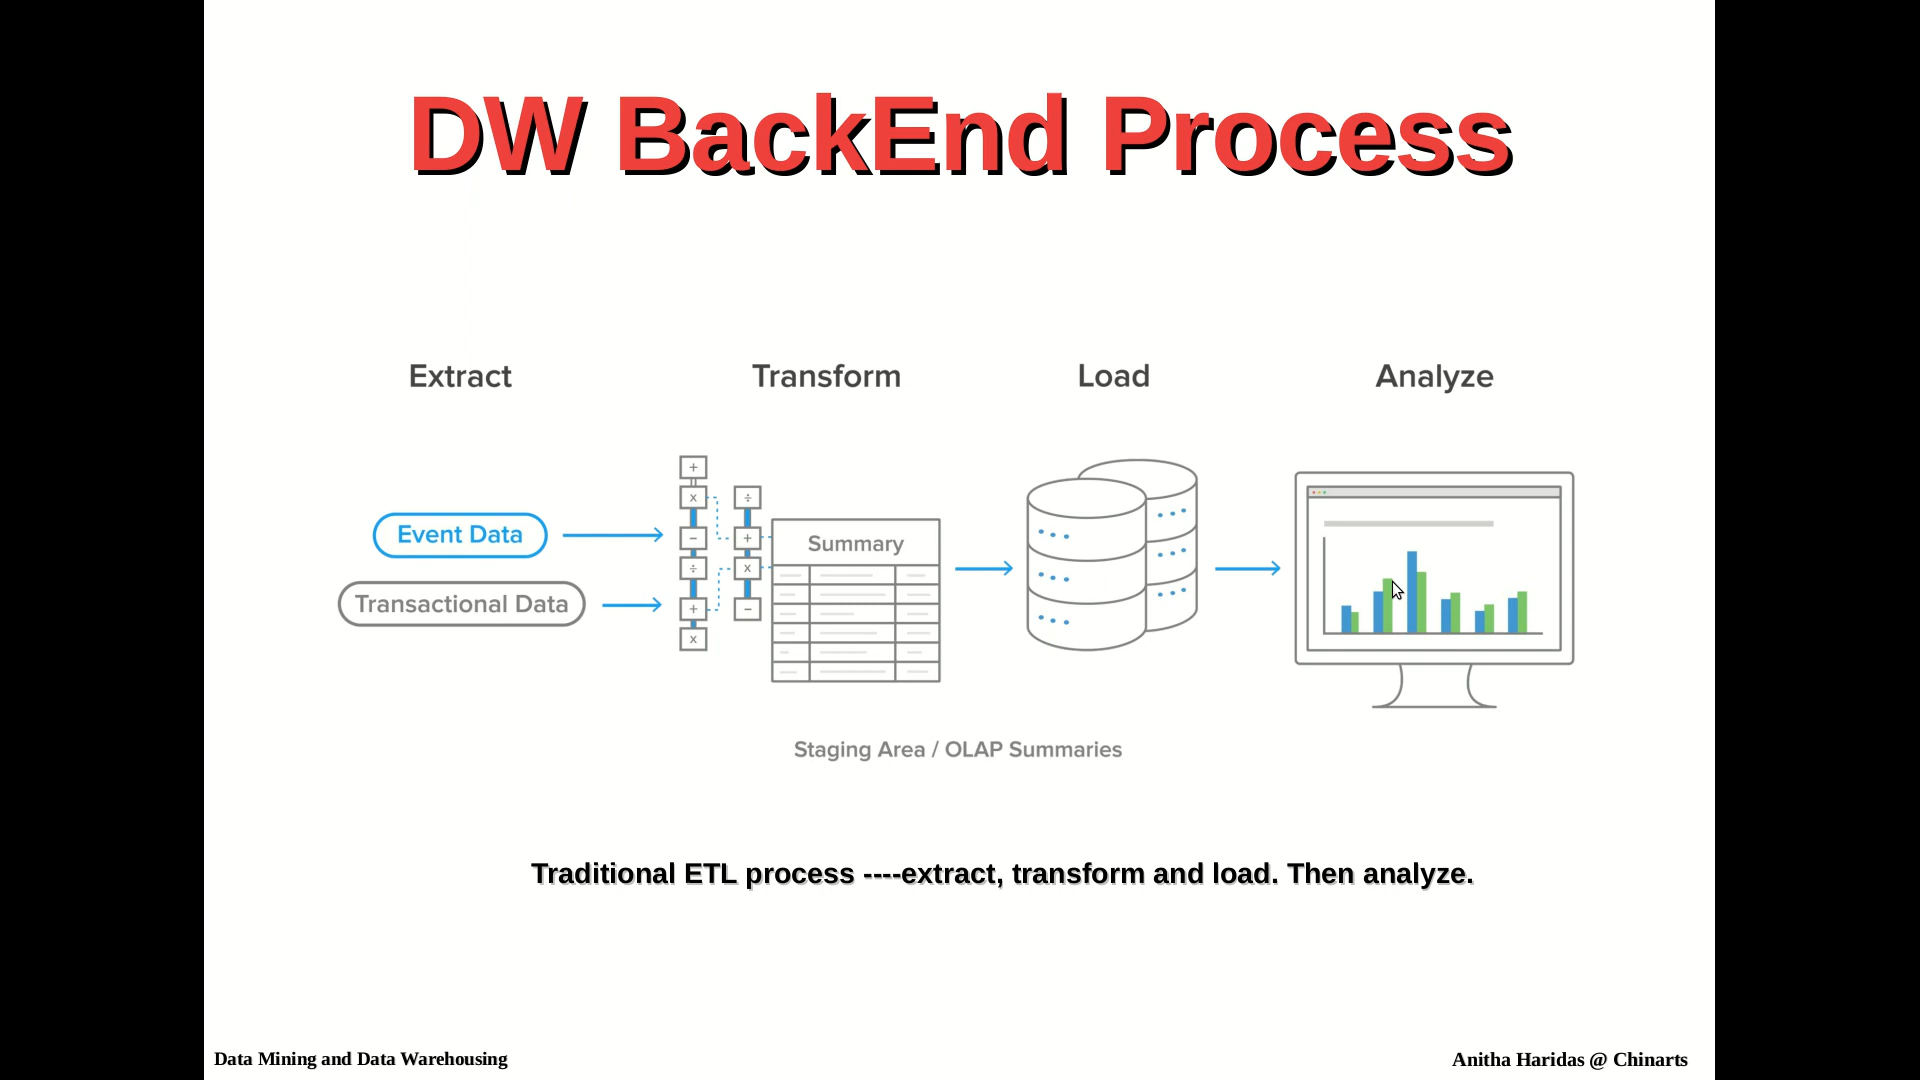 DW BackEnd Process
Extract
Transform
Load
Analyze
+
x
−
÷
+
x
÷
+
x
−
Event Data
Transactional Data
Summary
Staging Area / OLAP Summaries
Traditional ETL process ----extract, transform and load. Then analyze.
Data Mining and Data Warehousing
Anitha Haridas @ Chinarts